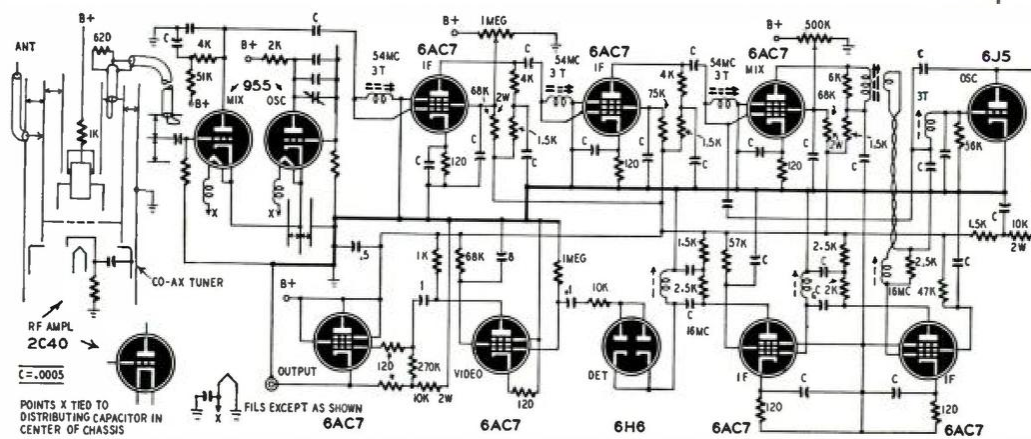 ANT
B+
62Ω
C
4K
51K
B+
MIX
955
OSC
B+
2K
C
1K
X
X
CO-AX TUNER
RF AMPL
2C40
C=.0005
POINTS X TIED TO
DISTRIBUTING CAPACITOR IN
CENTER OF CHASSIS
X
FILS EXCEPT AS SHOWN
54MC
3T
6AC7
IF
B+
1MEG
C
4K
68K
2W
1.5K
C
120
C
C
54MC
3T
6AC7
IF
75K
4K
C
1.5K
C
C
120
54MC
3T
6AC7
MIX
B+
500K
6K
68K
2W
1.5K
C
C
120
C
C
3T
56K
6J5
OSC
C
C
1.5K
10K
2W
.5
B+
OUTPUT
6AC7
1K
.1
68K
8
1MEG
120
270K
10K
2W
VIDEO
120
6AC7
.1
10K
DET
6H6
1.5K
2.5K
C
16MC
57K
C
2.5K
C
C
2K
IF
120
6AC7
C
C
16MC
2.5K
47K
C
IF
120
6AC7